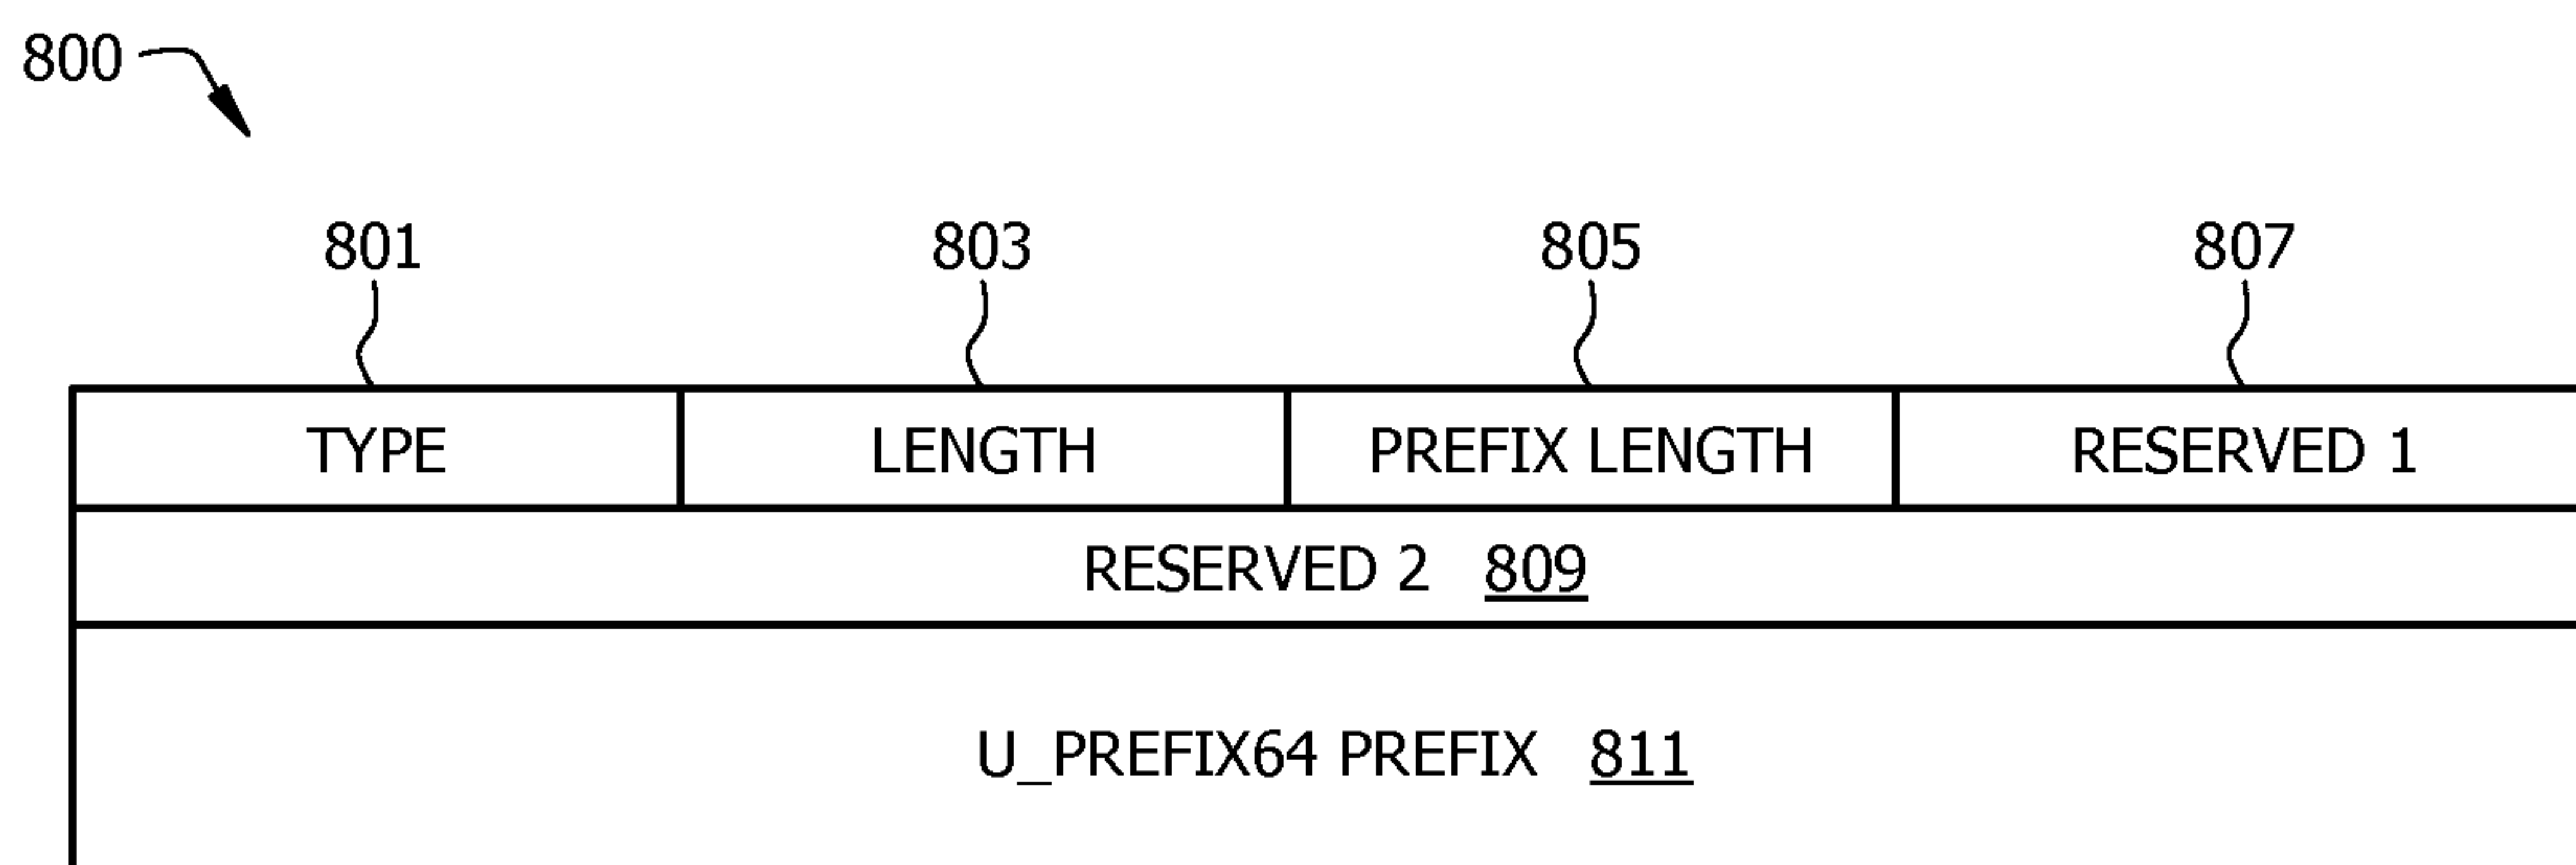 800
801 803 805 807
TYPE LENGTH PREFIX LENGTH RESERVED 1
RESERVED 2 809
U_PREFIX64 PREFIX 811